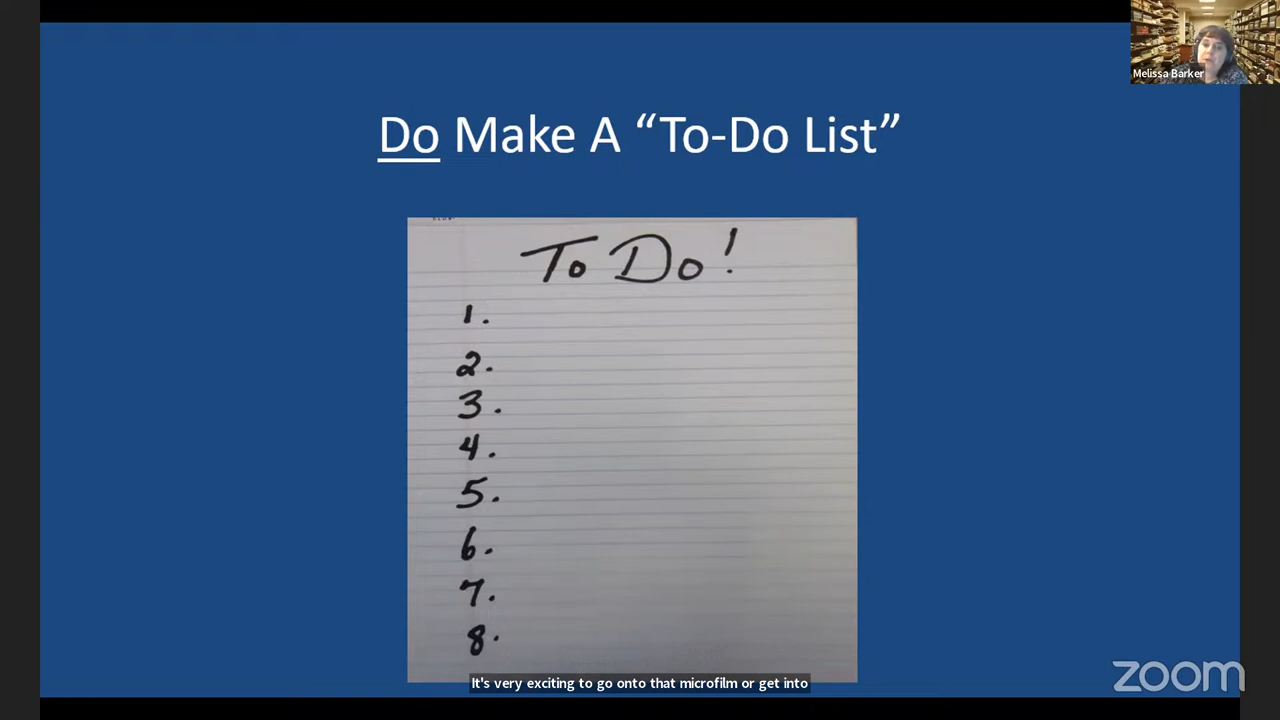 Melissa Barker
Do Make A “To-Do List”
To Do!
1.
2.
3.
4.
5.
6.
7.
8.
It's very exciting to go onto that microfilm or get into
zoom